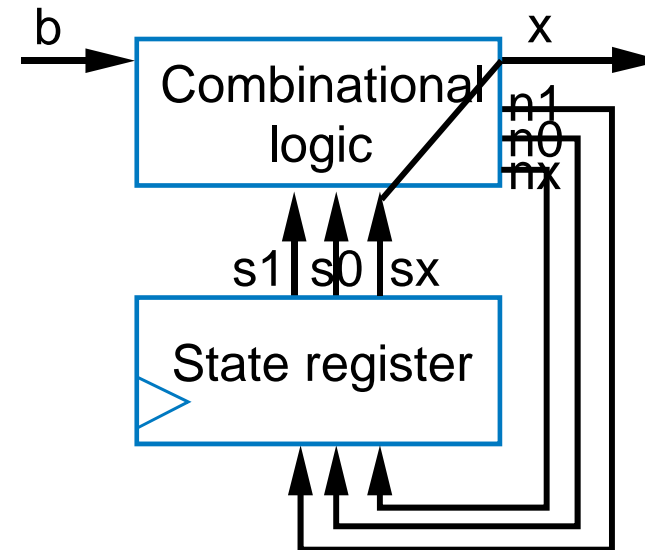 b
x
Combinational
logic
n1
n0
nx
s1 s0 sx
State register